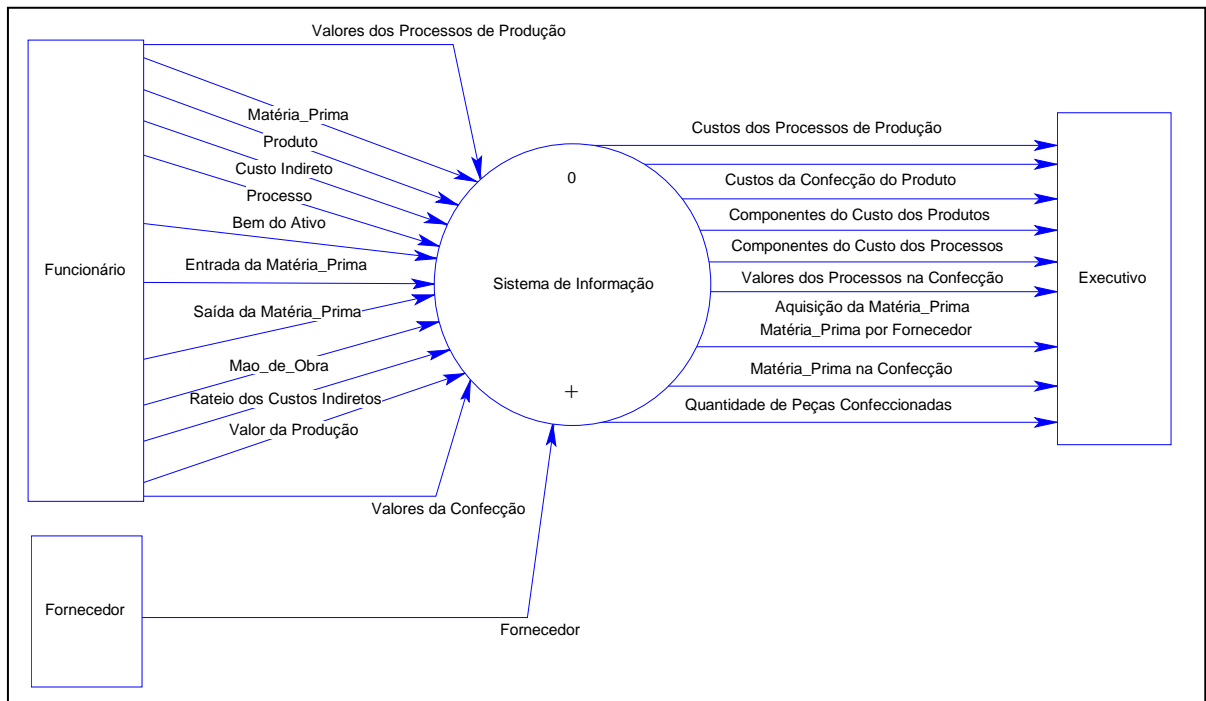 Valores dos Processos de Produção
Matéria_Prima
Produto
Custo Indireto
Processo
Bem do Ativo
Funcionário
Entrada da Matéria_Prima
Saída da Matéria_Prima
Mao_de_Obra
Rateio dos Custos Indiretos
Valor da Produção
Valores da Confecção
Fornecedor
Fornecedor
0
Sistema de Informação
+
Custos dos Processos de Produção
Custos da Confecção do Produto
Componentes do Custo dos Produtos
Componentes do Custo dos Processos
Valores dos Processos na Confecção
Aquisição da Matéria_Prima
Matéria_Prima por Fornecedor
Matéria_Prima na Confecção
Quantidade de Peças Confeccionadas
Executivo